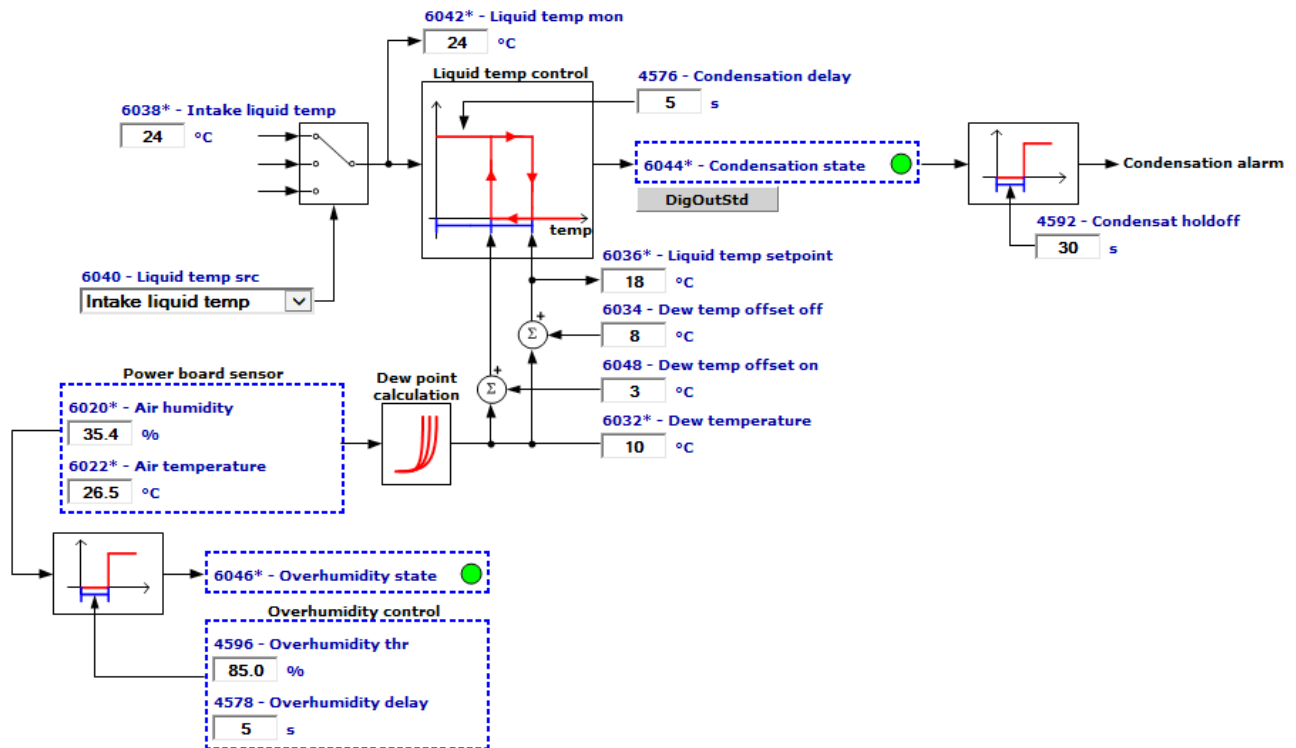 6042* - Liquid temp mon
24 °C
Liquid temp control
4576 - Condensation delay
5 s
6038* - Intake liquid temp
24 °C
6044* - Condensation state
DigOutStd
Condensation alarm
temp
4592 - Condensat holdoff
30 s
6040 - Liquid temp src
Intake liquid temp
6036* - Liquid temp setpoint
18 °C
6034 - Dew temp offset off
+
Σ
8 °C
6048 - Dew temp offset on
+
Σ
3 °C
Power board sensor
Dew point
calculation
6020* - Air humidity
35.4 %
6032* - Dew temperature
10 °C
6022* - Air temperature
26.5 °C
6046* - Overhumidity state
Overhumidity control
4596 - Overhumidity thr
85.0 %
4578 - Overhumidity delay
5 s